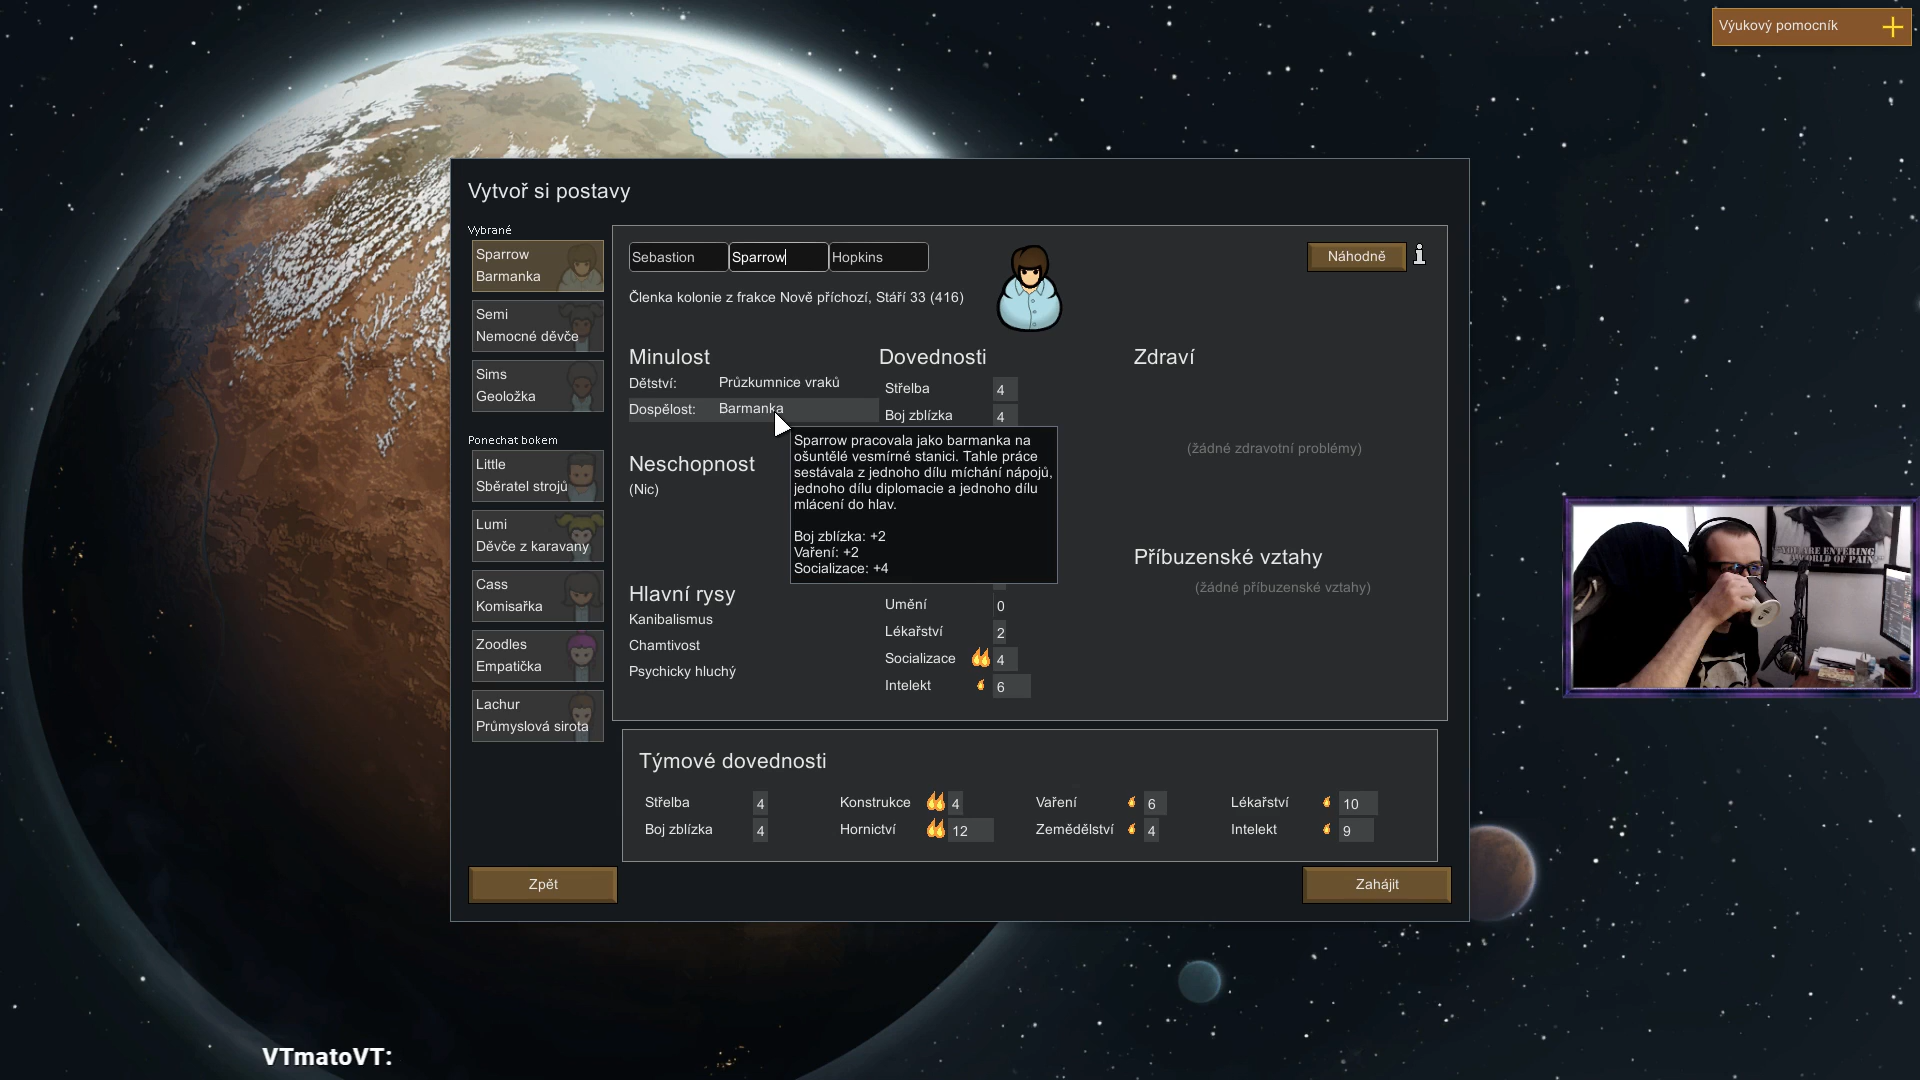 Výukový pomocník
Vytvoř si postavy
Vybrané
Sparrow
Barmanka
Semi
Nemocné děvče
Sims
Geoložka
Ponechat bokem
Little
Sběratel strojů
Lumi
Děvče z karavany
Cass
Komisařka
Zoodles
Empatička
Lachur
Průmyslová sirota
Sebastion
Sparrow
Hopkins
Náhodně
Členka kolonie z frakce Nově příchozí, Stáří 33 (416)
Minulost
Dětství: Průzkumnice vraků
Dospělost: Barmanka
Neschopnost
(Nic)
Hlavní rysy
Kanibalismus
Chamtivost
Psychicky hluchý
Dovednosti
Střelba 4
Boj zblízka 4
Sparrow pracovala jako barmanka na
ošuntělé vesmírné stanici. Tahle práce
sestávala z jednoho dílu míchání nápojů,
jednoho dílu diplomacie a jednoho dílu
mlácení do hlav.
Boj zblízka: +2
Vaření: +2
Socializace: +4
Umění 0
Lékařství 2
Socializace 4
Intelekt 6
Zdraví
(žádné zdravotní problémy)
Příbuzenské vztahy
(žádné příbuzenské vztahy)
Týmové dovednosti
Střelba 4 Konstrukce 4 Vaření 6 Lékařství 10
Boj zblízka 4 Hornictví 12 Zemědělství 4 Intelekt 9
Zpět
Zahájit
YOU ARE ENTERING
A WORLD OF PAIN
VTmatoVT: